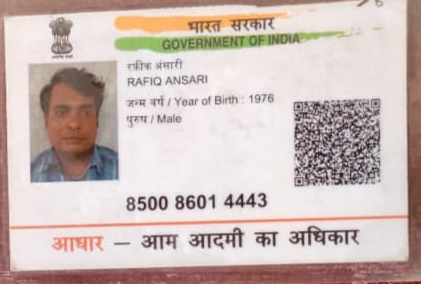 भारत सरकार
GOVERNMENT OF INDIA
रफ़ीक अंसारी
RAFIQ ANSARI
जन्म वर्ष / Year of Birth : 1976
पुरुष / Male
8500 8601 4443
आधार — आम आदमी का अधिकार